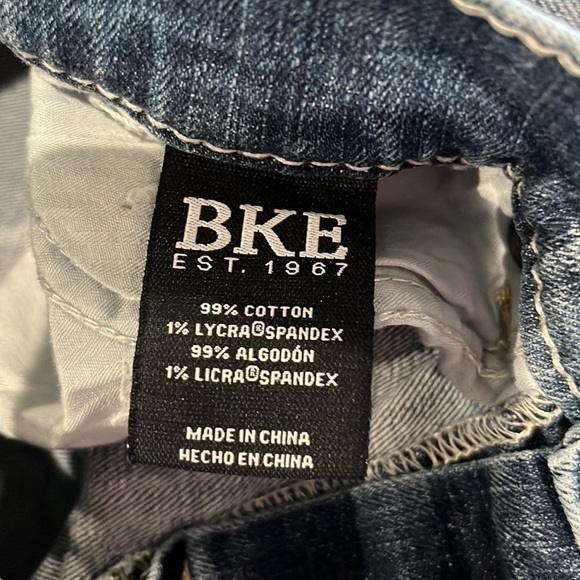 BKE
EST. 1967
99% COTTON
1% LYCRA®SPANDEX
99% ALGODÓN
1% LICRA®SPANDEX
MADE IN CHINA
HECHO EN CHINA